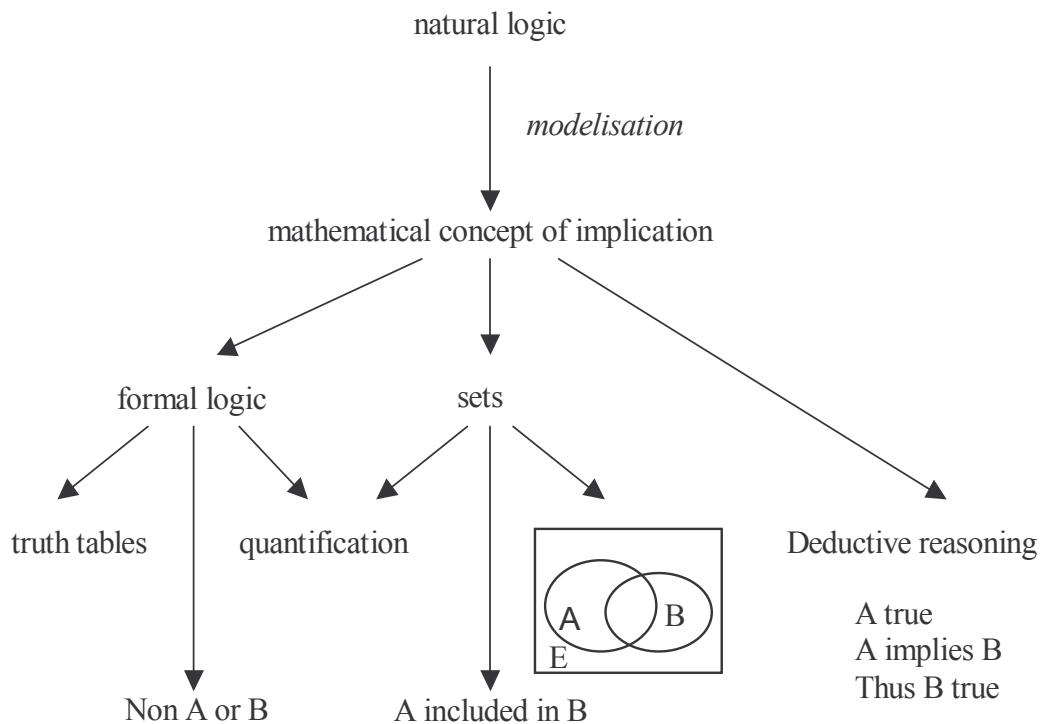 natural logic
modelisation
mathematical concept of implication
formal logic
sets
truth tables
quantification
A
B
E
Deductive reasoning
A true
A implies B
Thus B true
Non A or B
A included in B